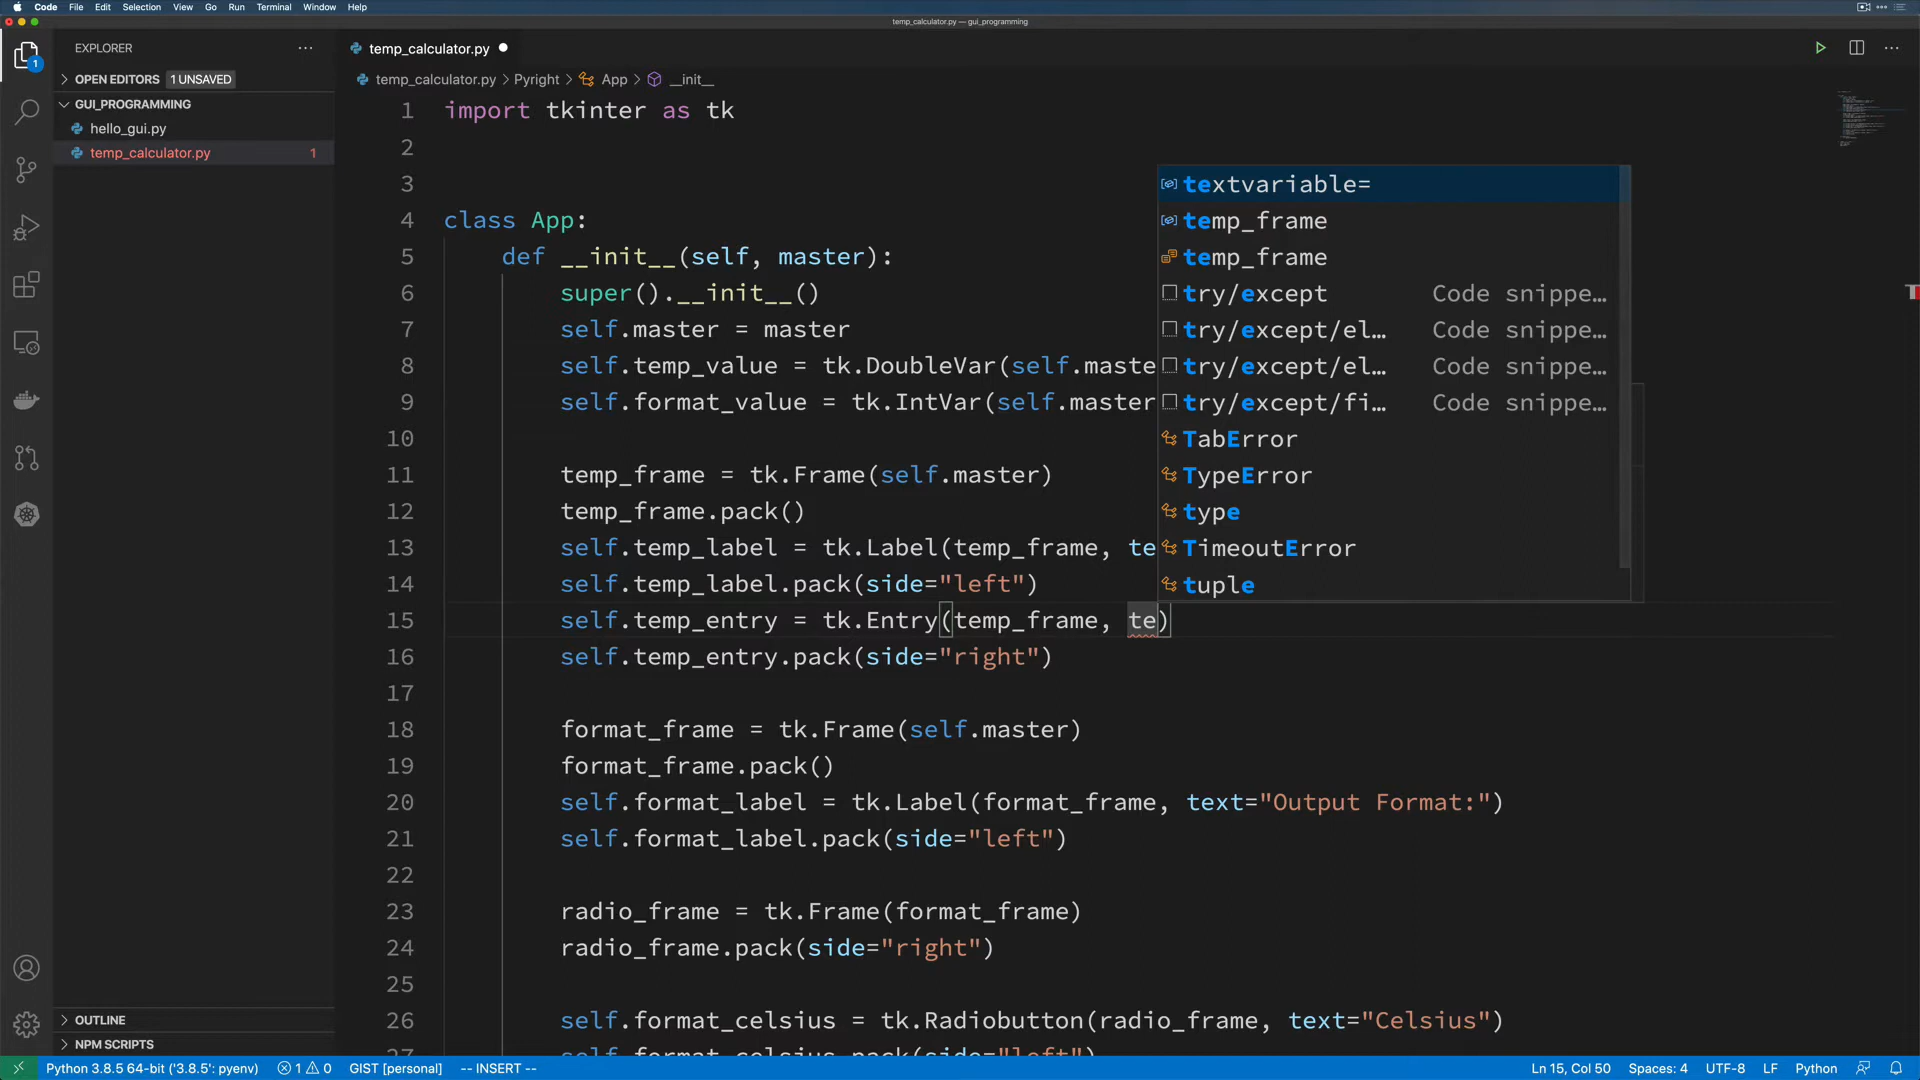 Code File Edit Selection View Go Run Terminal Window Help
temp_calculator.py — gui_programming
EXPLORER
temp_calculator.py
OPEN EDITORS 1 UNSAVED
temp_calculator.py > Pyright > App > __init__
GUI_PROGRAMMING
hello_gui.py
temp_calculator.py 1
1 import tkinter as tk
2
3
4 class App:
5 def __init__(self, master):
6 super().__init__()
7 self.master = master
8 self.temp_value = tk.DoubleVar(self.maste
9 self.format_value = tk.IntVar(self.master
10
11 temp_frame = tk.Frame(self.master)
12 temp_frame.pack()
13 self.temp_label = tk.Label(temp_frame, te
14 self.temp_label.pack(side="left")
15 self.temp_entry = tk.Entry(temp_frame, te)
16 self.temp_entry.pack(side="right")
17
18 format_frame = tk.Frame(self.master)
19 format_frame.pack()
20 self.format_label = tk.Label(format_frame, text="Output Format:")
21 self.format_label.pack(side="left")
22
23 radio_frame = tk.Frame(format_frame)
24 radio_frame.pack(side="right")
25
26 self.format_celsius = tk.Radiobutton(radio_frame, text="Celsius")
27 self.format_celsius.pack(side="left")
textvariable=
temp_frame
temp_frame
try/except Code snippe…
try/except/el… Code snippe…
try/except/el… Code snippe…
try/except/fi… Code snippe…
TabError
TypeError
type
TimeoutError
tuple
OUTLINE
NPM SCRIPTS
1
Python 3.8.5 64-bit ('3.8.5': pyenv) 1 0 GIST [personal] -- INSERT -- Ln 15, Col 50 Spaces: 4 UTF-8 LF Python